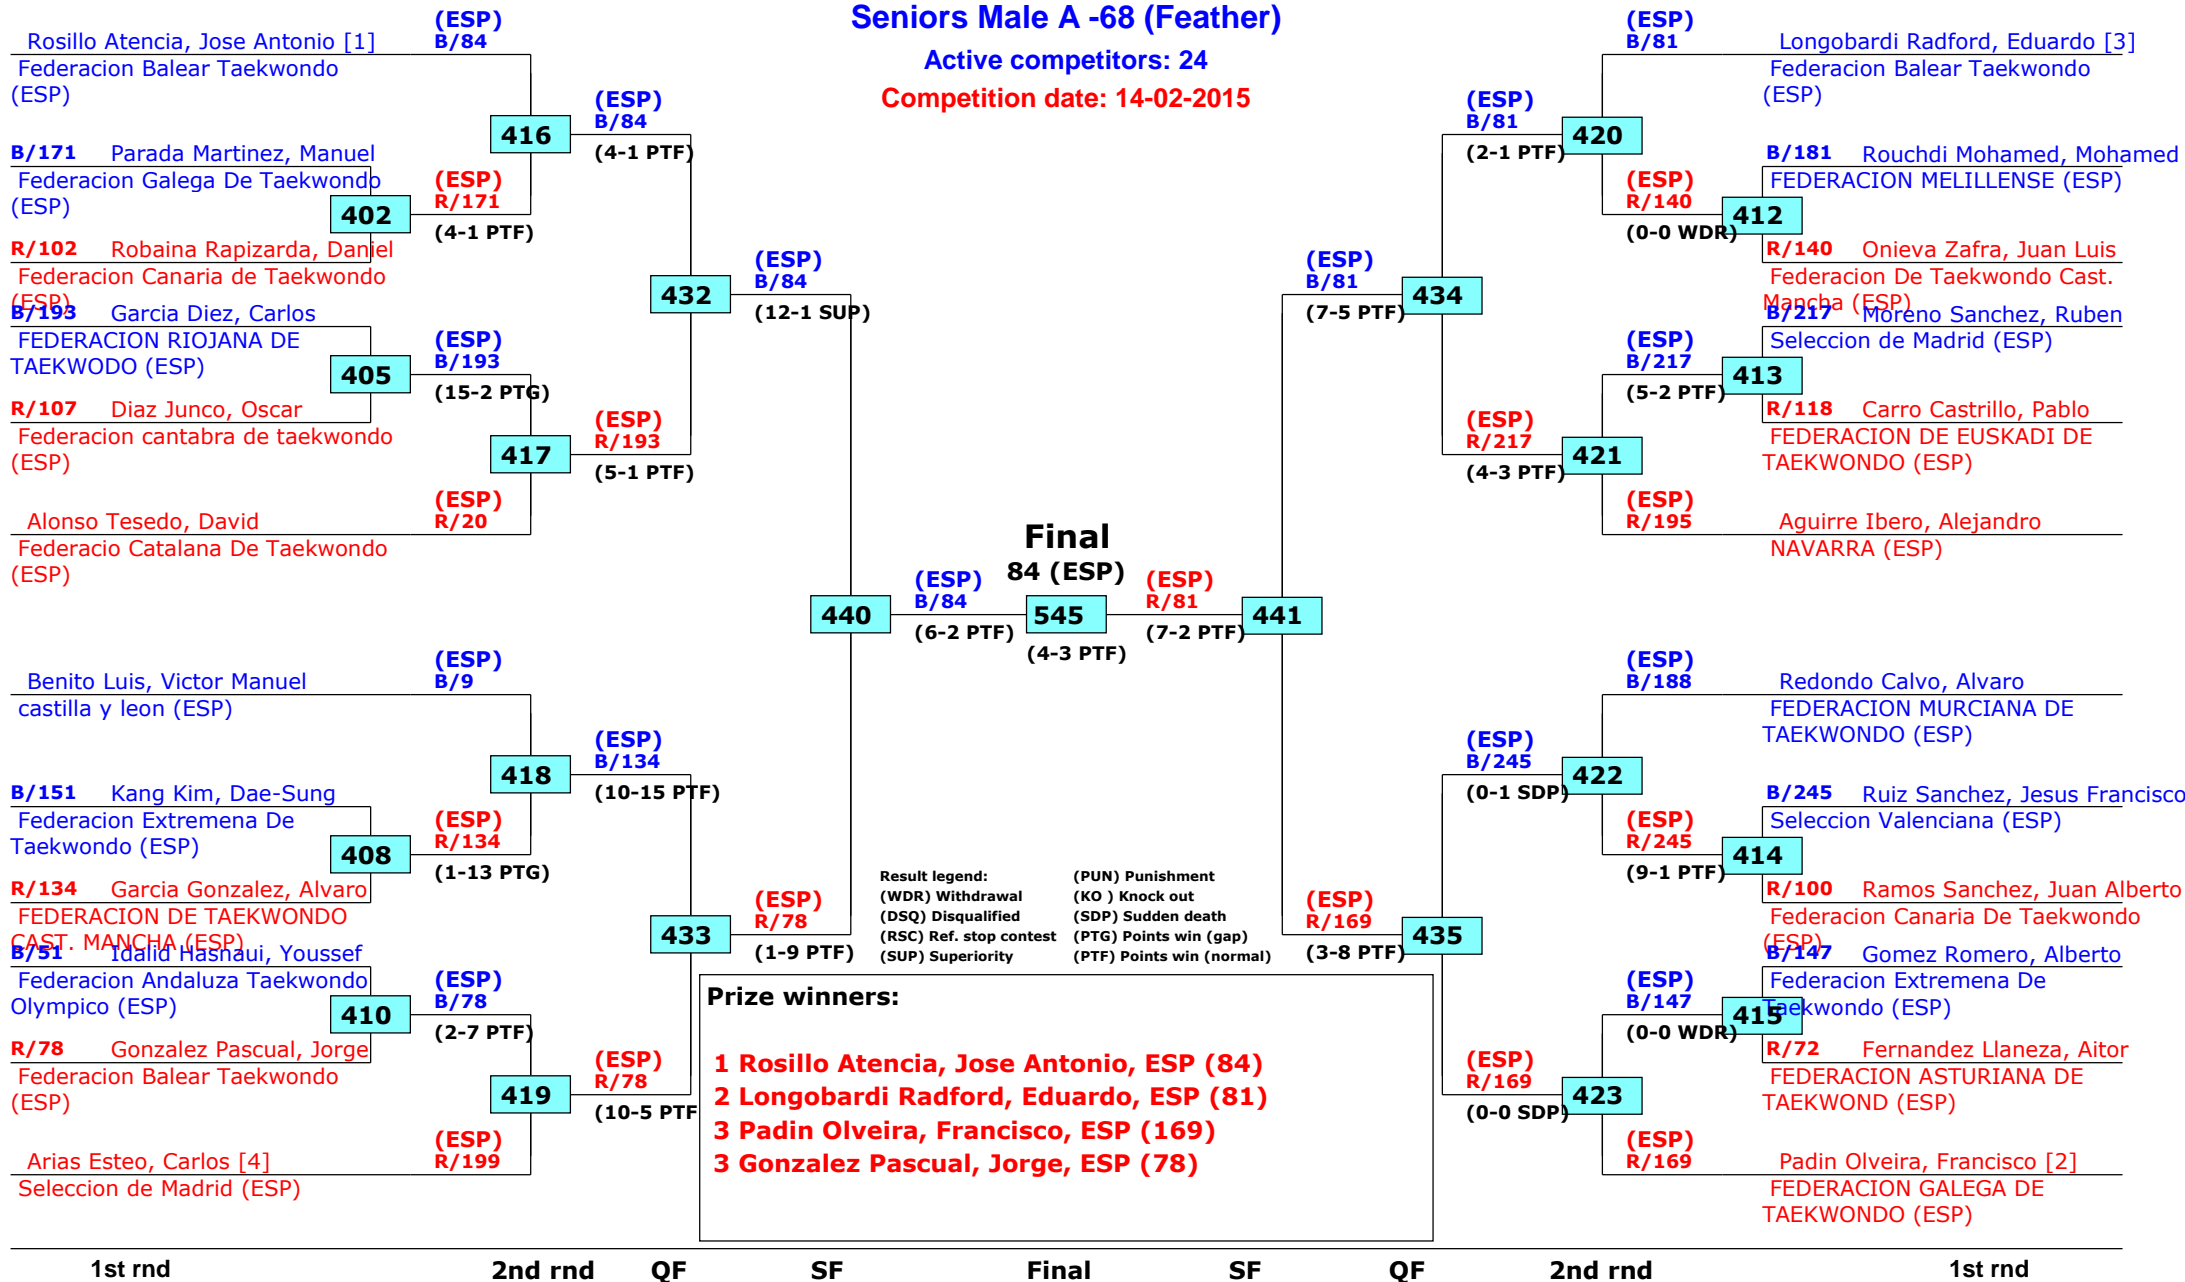 Seniors Male A -68 (Feather)
Active competitors: 24
Competition date: 14-02-2015
Rosillo Atencia, Jose Antonio [1]
Federacion Balear Taekwondo
(ESP)
(ESP)
B/84
B/171 Parada Martinez, Manuel
Federacion Galega De Taekwondo
(ESP)
402
R/102 Robaina Rapizarda, Daniel
Federacion Canaria de Taekwondo
(ESP)
(ESP)
R/171
(4-1 PTF)
416
(ESP)
B/84
(4-1 PTF)
B/193 Garcia Diez, Carlos
FEDERACION RIOJANA DE
TAEKWODO (ESP)
405
R/107 Diaz Junco, Oscar
Federacion cantabra de taekwondo
(ESP)
(ESP)
B/193
(15-2 PTG)
417
(ESP)
R/193
(5-1 PTF)
Alonso Tesedo, David
Federacio Catalana De Taekwondo
(ESP)
(ESP)
R/20
432
(ESP)
B/84
(12-1 SUP)
Benito Luis, Victor Manuel
castilla y leon (ESP)
(ESP)
B/9
B/151 Kang Kim, Dae-Sung
Federacion Extremena De
Taekwondo (ESP)
408
R/134 Garcia Gonzalez, Alvaro
FEDERACION DE TAEKWONDO
CAST. MANCHA (ESP)
(ESP)
R/134
(1-13 PTG)
418
(ESP)
B/134
(10-15 PTF)
B/51 Idalid Hasnaui, Youssef
Federacion Andaluza Taekwondo
Olympico (ESP)
410
R/78 Gonzalez Pascual, Jorge
Federacion Balear Taekwondo
(ESP)
(ESP)
B/78
(2-7 PTF)
419
(ESP)
R/78
(10-5 PTF
Arias Esteo, Carlos [4]
Seleccion de Madrid (ESP)
(ESP)
R/199
433
(ESP)
R/78
(1-9 PTF)
440
(ESP)
B/84
(6-2 PTF)
Final
84 (ESP)
545
(4-3 PTF)
(ESP)
R/81
(7-2 PTF)
441
(ESP)
B/81
Longobardi Radford, Eduardo [3]
Federacion Balear Taekwondo
(ESP)
(ESP)
B/81
(2-1 PTF)
420
B/181 Rouchdi Mohamed, Mohamed
FEDERACION MELILLENSE (ESP)
(ESP)
R/140
(0-0 WDR)
412
R/140 Onieva Zafra, Juan Luis
Federacion De Taekwondo Cast.
Mancha (ESP)
(ESP)
B/81
(7-5 PTF)
434
B/217 Moreno Sanchez, Ruben
Seleccion de Madrid (ESP)
(ESP)
B/217
(5-2 PTF)
413
R/118 Carro Castrillo, Pablo
FEDERACION DE EUSKADI DE
TAEKWONDO (ESP)
(ESP)
R/217
(4-3 PTF)
421
(ESP)
R/195
Aguirre Ibero, Alejandro
NAVARRA (ESP)
(ESP)
B/188
Redondo Calvo, Alvaro
FEDERACION MURCIANA DE
TAEKWONDO (ESP)
(ESP)
B/245
(0-1 SDP)
422
B/245 Ruiz Sanchez, Jesus Francisco
Seleccion Valenciana (ESP)
(ESP)
R/245
(9-1 PTF)
414
R/100 Ramos Sanchez, Juan Alberto
Federacion Canaria De Taekwondo
(ESP)
(ESP)
R/169
(3-8 PTF)
435
B/147 Gomez Romero, Alberto
Federacion Extremena De
Taekwondo (ESP)
(ESP)
B/147
(0-0 WDR)
415
R/72 Fernandez Llaneza, Aitor
FEDERACION ASTURIANA DE
TAEKWOND (ESP)
(ESP)
R/169
(0-0 SDP)
423
(ESP)
R/169
Padin Olveira, Francisco [2]
FEDERACION GALEGA DE
TAEKWONDO (ESP)
Result legend:
(WDR) Withdrawal
(DSQ) Disqualified
(RSC) Ref. stop contest
(SUP) Superiority
(PUN) Punishment
(KO ) Knock out
(SDP) Sudden death
(PTG) Points win (gap)
(PTF) Points win (normal)
Prize winners:
1 Rosillo Atencia, Jose Antonio, ESP (84)
2 Longobardi Radford, Eduardo, ESP (81)
3 Padin Olveira, Francisco, ESP (169)
3 Gonzalez Pascual, Jorge, ESP (78)
1st rnd 2nd rnd QF SF Final SF QF 2nd rnd 1st rnd